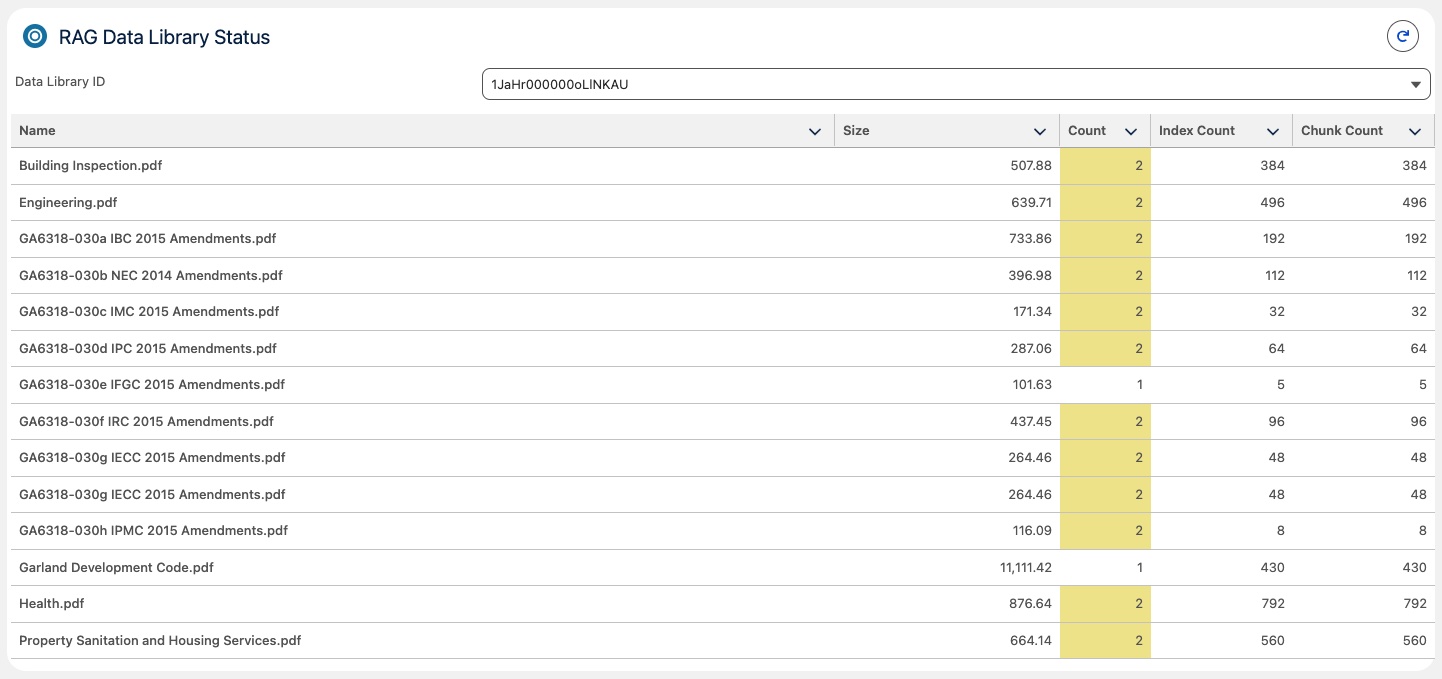 RAG Data Library Status
Data Library ID 1JaHr000000oLlNKAU
Name Size Count Index Count Chunk Count
Building Inspection.pdf 507.88 2 384 384
Engineering.pdf 639.71 2 496 496
GA6318-030a IBC 2015 Amendments.pdf 733.86 2 192 192
GA6318-030b NEC 2014 Amendments.pdf 396.98 2 112 112
GA6318-030c IMC 2015 Amendments.pdf 171.34 2 32 32
GA6318-030d IPC 2015 Amendments.pdf 287.06 2 64 64
GA6318-030e IFGC 2015 Amendments.pdf 101.63 1 5 5
GA6318-030f IRC 2015 Amendments.pdf 437.45 2 96 96
GA6318-030g IECC 2015 Amendments.pdf 264.46 2 48 48
GA6318-030g IECC 2015 Amendments.pdf 264.46 2 48 48
GA6318-030h IPMC 2015 Amendments.pdf 116.09 2 8 8
Garland Development Code.pdf 11,111.42 1 430 430
Health.pdf 876.64 2 792 792
Property Sanitation and Housing Services.pdf 664.14 2 560 560